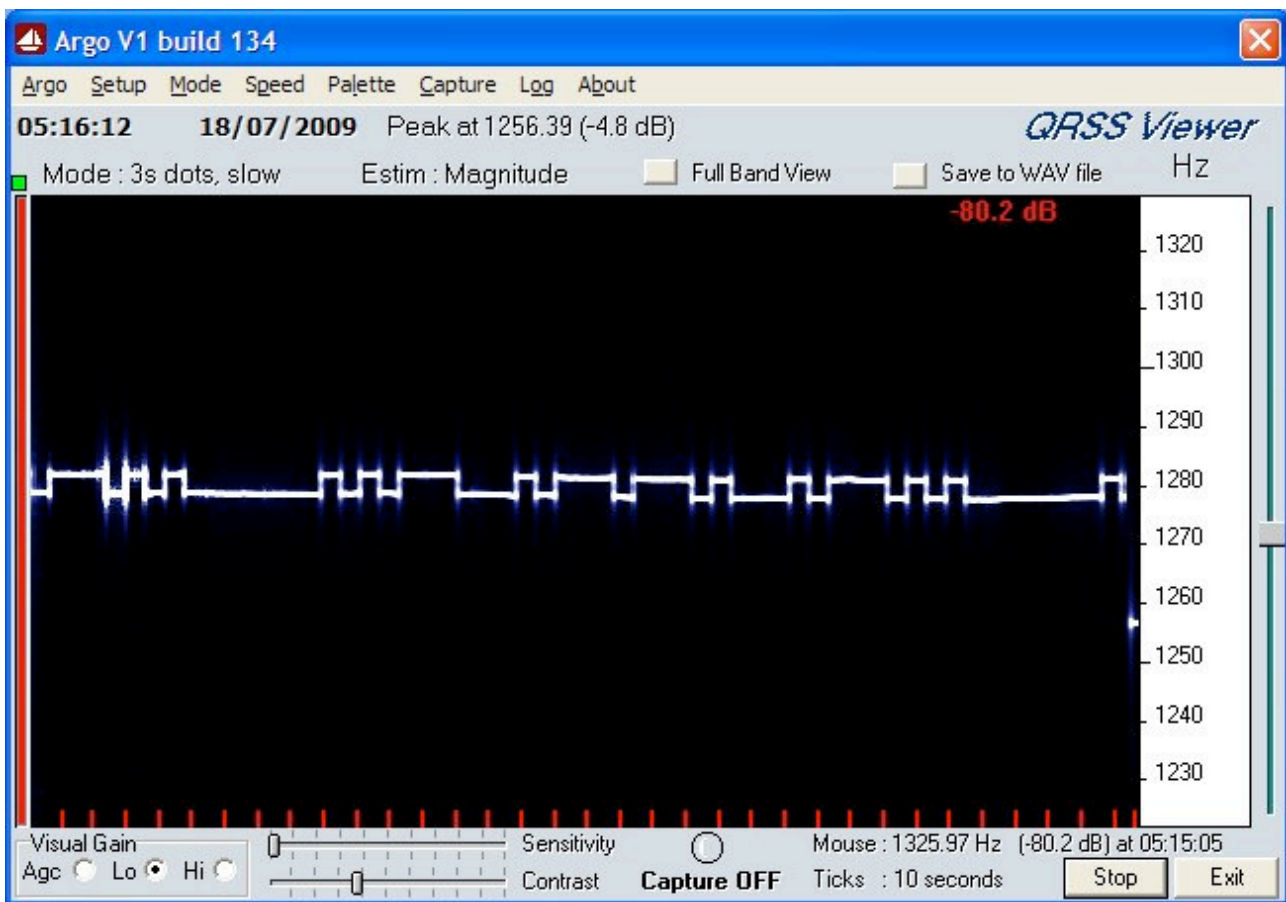 Argo V1 build 134
Argo Setup Mode Speed Palette Capture Log About
05:16:12 18/07/2009 Peak at 1256.39 (-4.8 dB) QRSS Viewer
Mode : 3s dots, slow Estim : Magnitude Full Band View Save to WAV file Hz
-80.2 dB
1320
1310
1300
1290
1280
1270
1260
1250
1240
1230
Visual Gain Sensitivity Mouse : 1325.97 Hz (-80.2 dB) at 05:15:05
Agc Lo Hi Contrast Capture OFF Ticks : 10 seconds Stop Exit